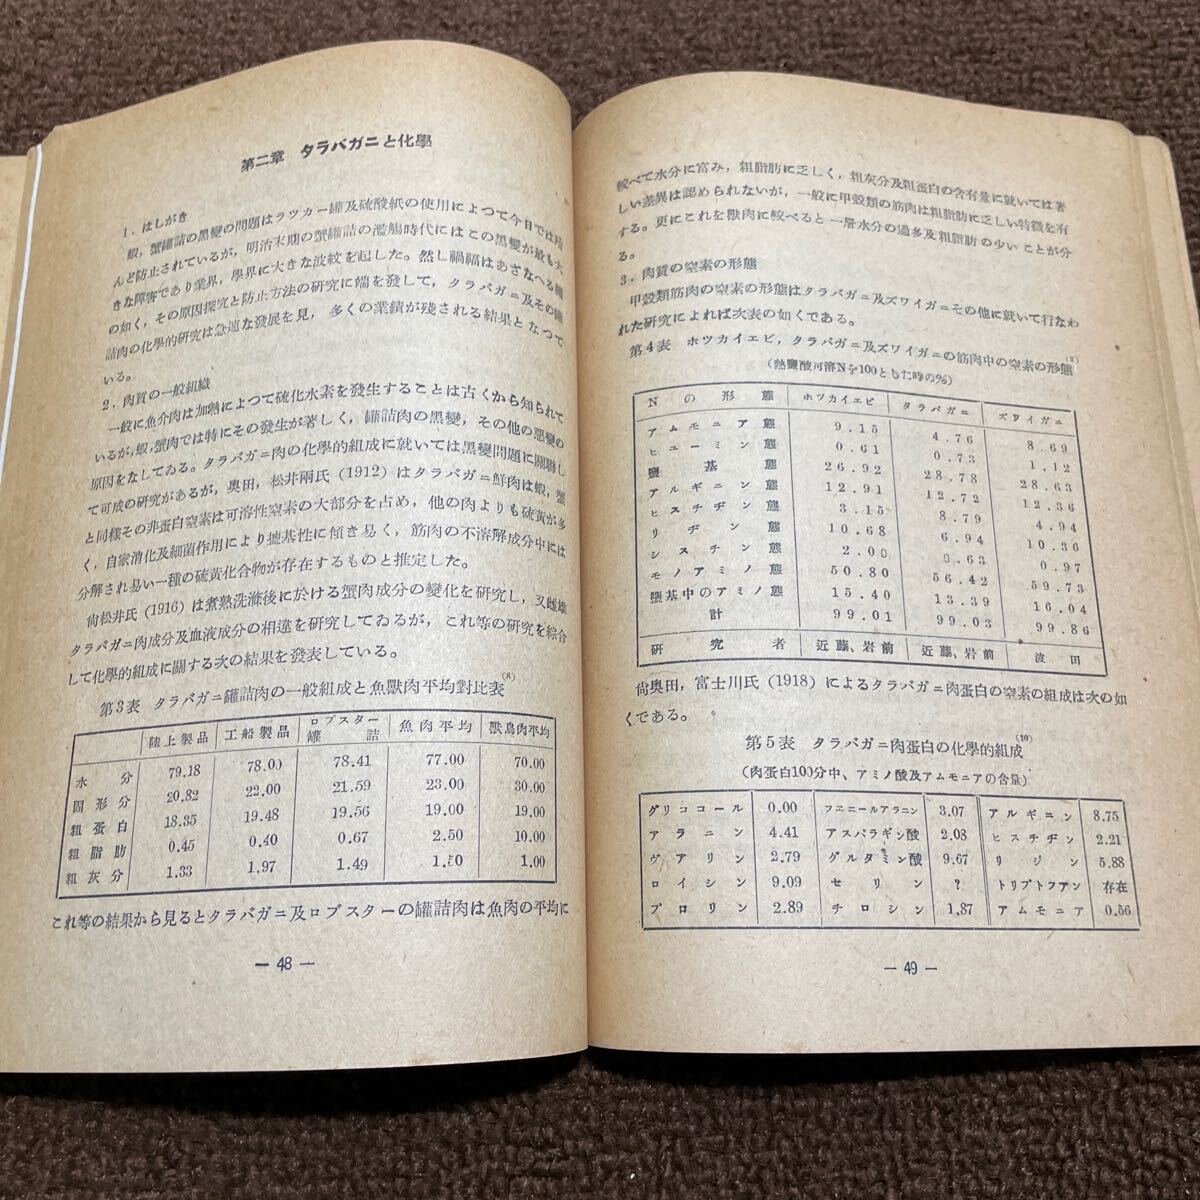 第二章 タラバガニと化學
1. はしがき
蝦,蟹罐詰の黑變の問題はラツカー罐及硫酸紙の使用によつて今日では殆
んど防止されているが,明治末期の蟹罐詰の濫觴時代にはこの黑變が最も大
きな障害であり業界,學界に大きな波紋を起した。然し禍福はあざなへる
の如く,その原因探究と防止方法の研究に端を發して,タラバガニ及その罐
詰肉の化學的研究は急速な發展を見,多くの業績が殘される結果となつて
いる。
2. 肉質の一般組織
一般に魚介肉は加熱によつて硫化水素を發生することは古くから知られて
いるが,蝦,蟹肉では特にその發生が著しく,罐詰肉の黑變,その他の惡變の
原因をなしてゐる。タラバガニ肉の化學的組成に就いては黑變問題に關聯し
て可成の研究があるが,奥田,松井兩氏(1912)はタラバガニ鮮肉は蝦,蟹
と同樣その非蛋白窒素は可溶性窒素の大部分を占め,他の肉よりも硫黄が多
く,自家消化及細菌作用により鹽基性に傾き易く,筋肉の不溶解成分中には
分解され易い一種の硫黄化合物が存在するものと推定した。
尙松井氏(1916)は煮熟洗滌後に於ける蟹肉成分の變化を研究し,又雌雄
タラバガニ肉成分及血液成分の相違を研究してゐるが,これ等の研究を綜合
して化學的組成に關する次の結果を發表している。
第3表 タラバガニ罐詰肉の一般組成と魚獸肉平均對比表(8)
陸上製品 工船製品 ロブスター罐詰 魚肉平均 獸鳥肉平均
水分 79.18 78.00 78.41 77.00 70.00
固形分 20.82 22.00 21.59 23.00 30.00
粗蛋白 18.35 19.48 19.56 19.00 19.00
粗脂肪 0.45 0.40 0.67 2.50 10.00
粗灰分 1.33 1.97 1.49 1.50 1.00
これ等の結果から見るとタラバガニ及ロブスターの罐詰肉は魚肉の平均に
— 48 —
較べて水分に富み,粗脂肪に乏しく,粗灰分及粗蛋白の含有量に就いては著
しい差異は認められないが,一般に甲殼類の筋肉は粗脂肪に乏しい特徵を有
する。更にこれを獸肉に較べると一層水分の過多及粗脂肪の少いことが分
る。
3. 肉質の窒素の形態
甲殼類筋肉の窒素の形態はタラバガニ及ズワイガニその他に就いて行なわ
れた研究によれば次表の如くである。
第4表 ホツカイエビ,タラバガニ及ズワイガニの筋肉中の窒素の形態
(熱鹽酸可溶Nを100とした時の%)
Nの形態 ホツカイエビ タラバガニ ズワイガニ
アムモニア態 9.15 4.76 8.69
ヒューミン態 0.61 0.73 1.12
鹽基態 26.92 28.78 28.63
アルギニン態 12.91 12.72 12.36
ヒスチヂン態 3.15 8.79 4.94
リヂン態 10.68 6.94 10.36
シスチン態 2.00 0.63 0.97
モノアミノ態 50.80 56.42 59.73
鹽基中のアミノ態 15.40 13.39 16.04
計 99.01 99.03 99.86
研究者 近藤、岩前 近藤、岩前 波田
尙奥田,富士川氏(1918)によるタラバガニ肉蛋白の窒素の組成は次の如
くである。
第5表 タラバガニ肉蛋白の化學的組成(10)
(肉蛋白100分中、アミノ酸及アムモニアの含量)
グリココール 0.00 フエニールアラニン 3.07 アルギニン 8.75
アラニン 4.41 アスパラギン酸 2.08 ヒスチヂン 2.21
ヴアリン 2.79 グルタミン酸 9.67 リジン 5.88
ロイシン 9.09 セリン ? トリプトフアン 存在
プロリン 2.89 チロシン 1.87 アムモニア 0.56
— 49 —